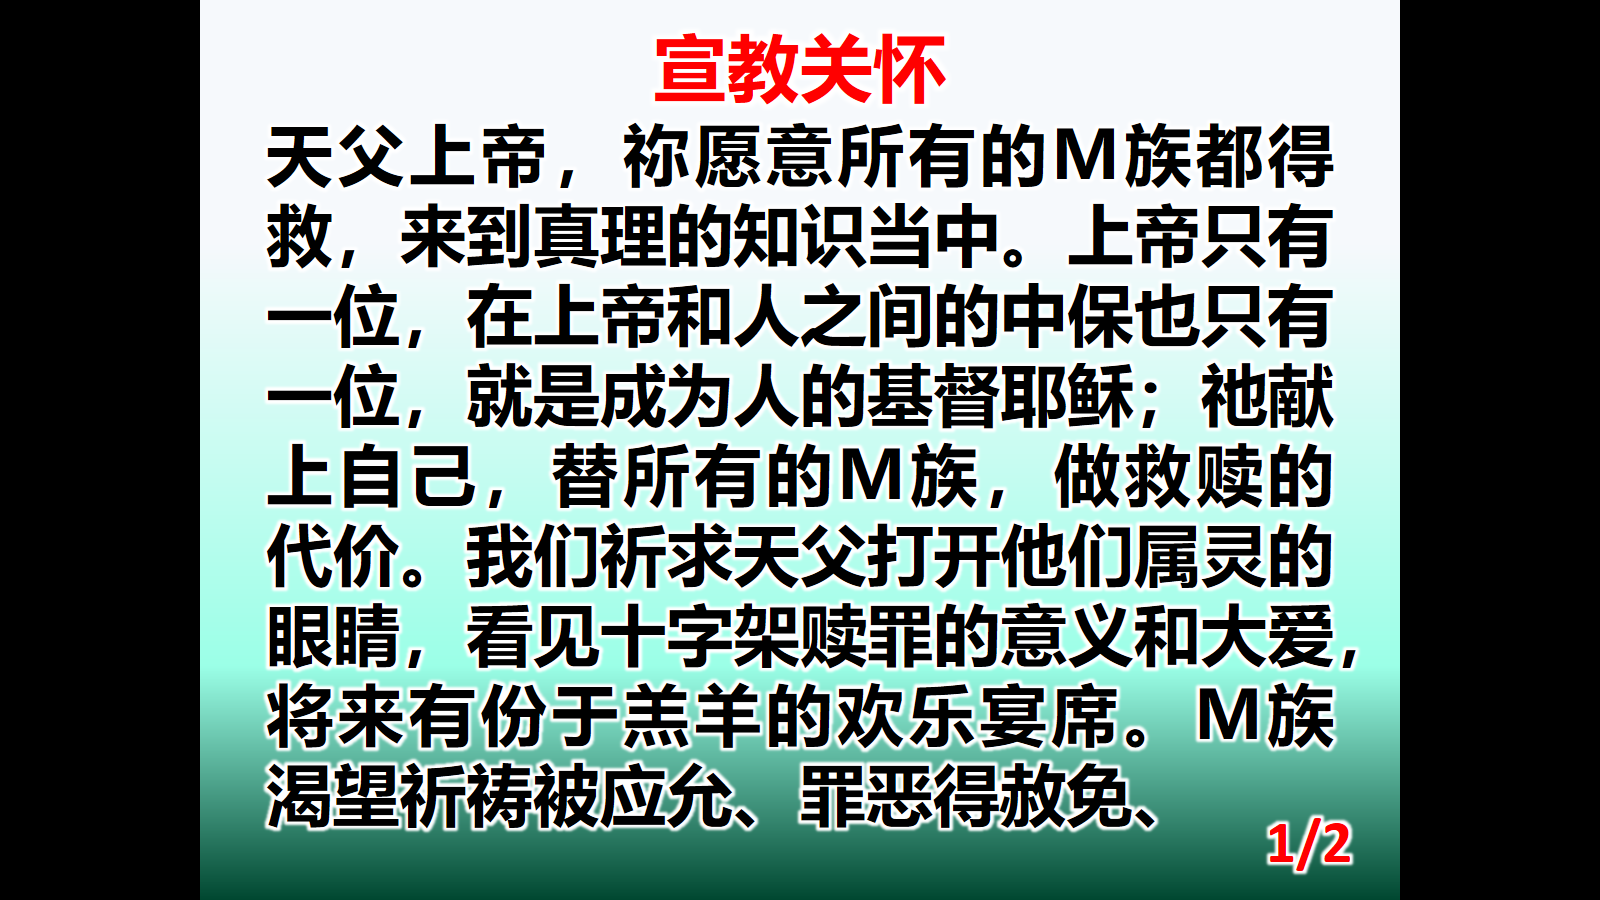 宣教关怀
天父上帝，祢愿意所有的M族都得
救，来到真理的知识当中。上帝只有
一位，在上帝和人之间的中保也只有
一位，就是成为人的基督耶稣；祂献
上自己，替所有的M族，做救赎的
代价。我们祈求天父打开他们属灵的
眼睛，看见十字架赎罪的意义和大爱，
将来有份于羔羊的欢乐宴席。M族
渴望祈祷被应允、罪恶得赦免、
1/2